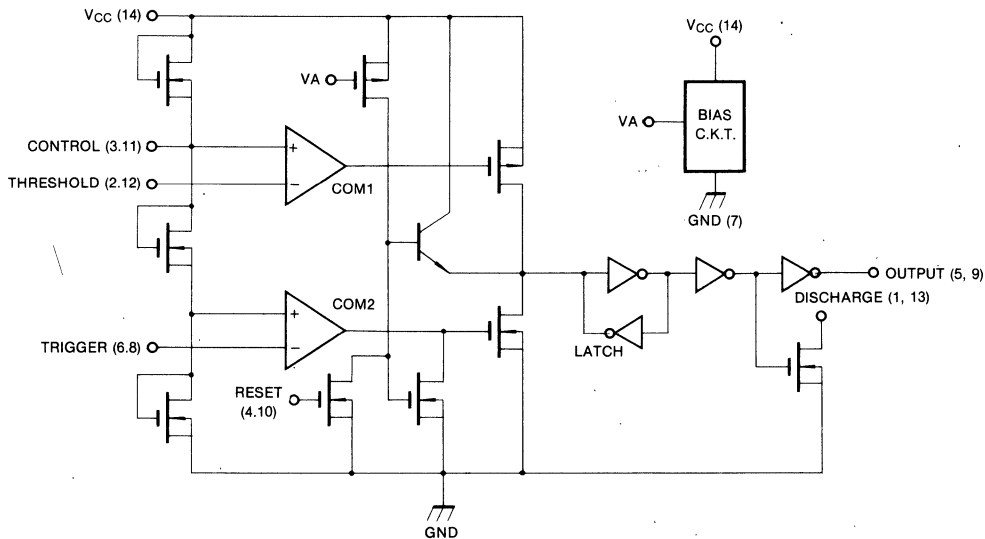 VCC (14)
VCC (14)
VA
BIAS
C.K.T.
VA
CONTROL (3.11)
+
THRESHOLD (2.12)
−
COM1
GND (7)
OUTPUT (5, 9)
DISCHARGE (1, 13)
COM2
+
TRIGGER (6.8)
−
LATCH
RESET
(4.10)
GND